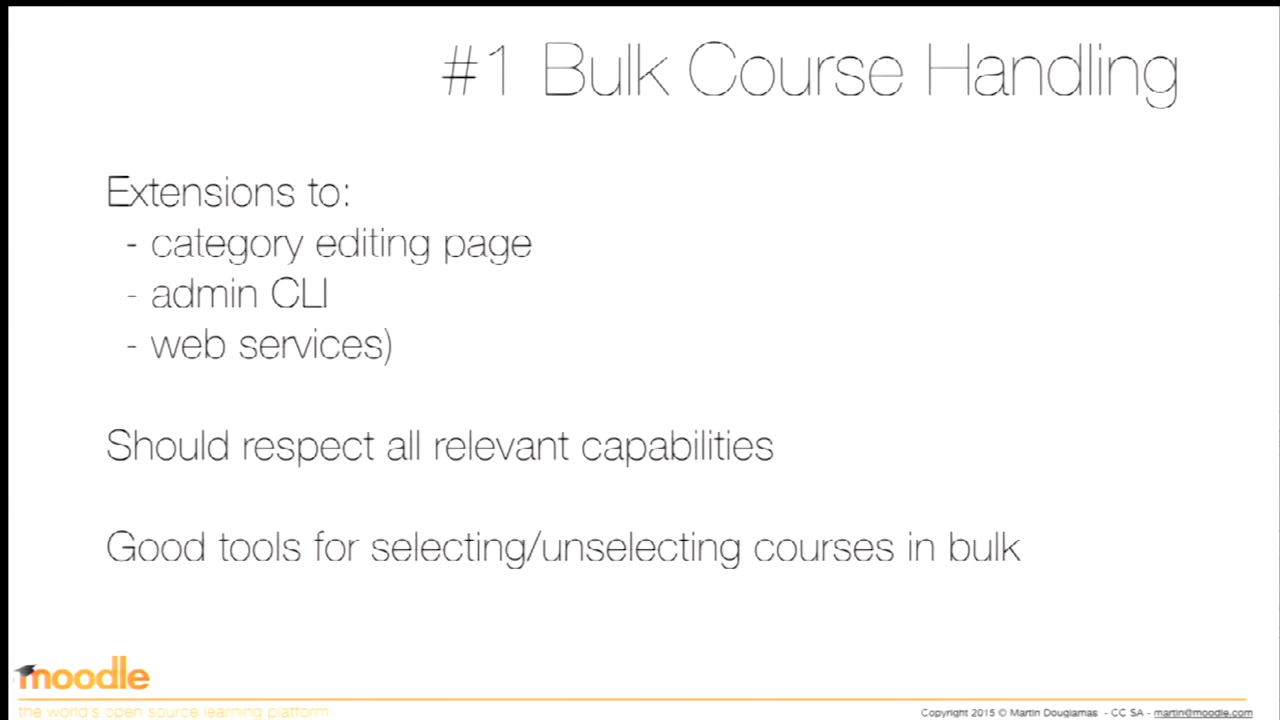 #1 Bulk Course Handling
Extensions to:
- category editing page
- admin CLI
- web services)
Should respect all relevant capabilities
Good tools for selecting/unselecting courses in bulk
moodle
the world's open source learning platform
Copyright 2015 © Martin Dougiamas - CC SA - martin@moodle.com